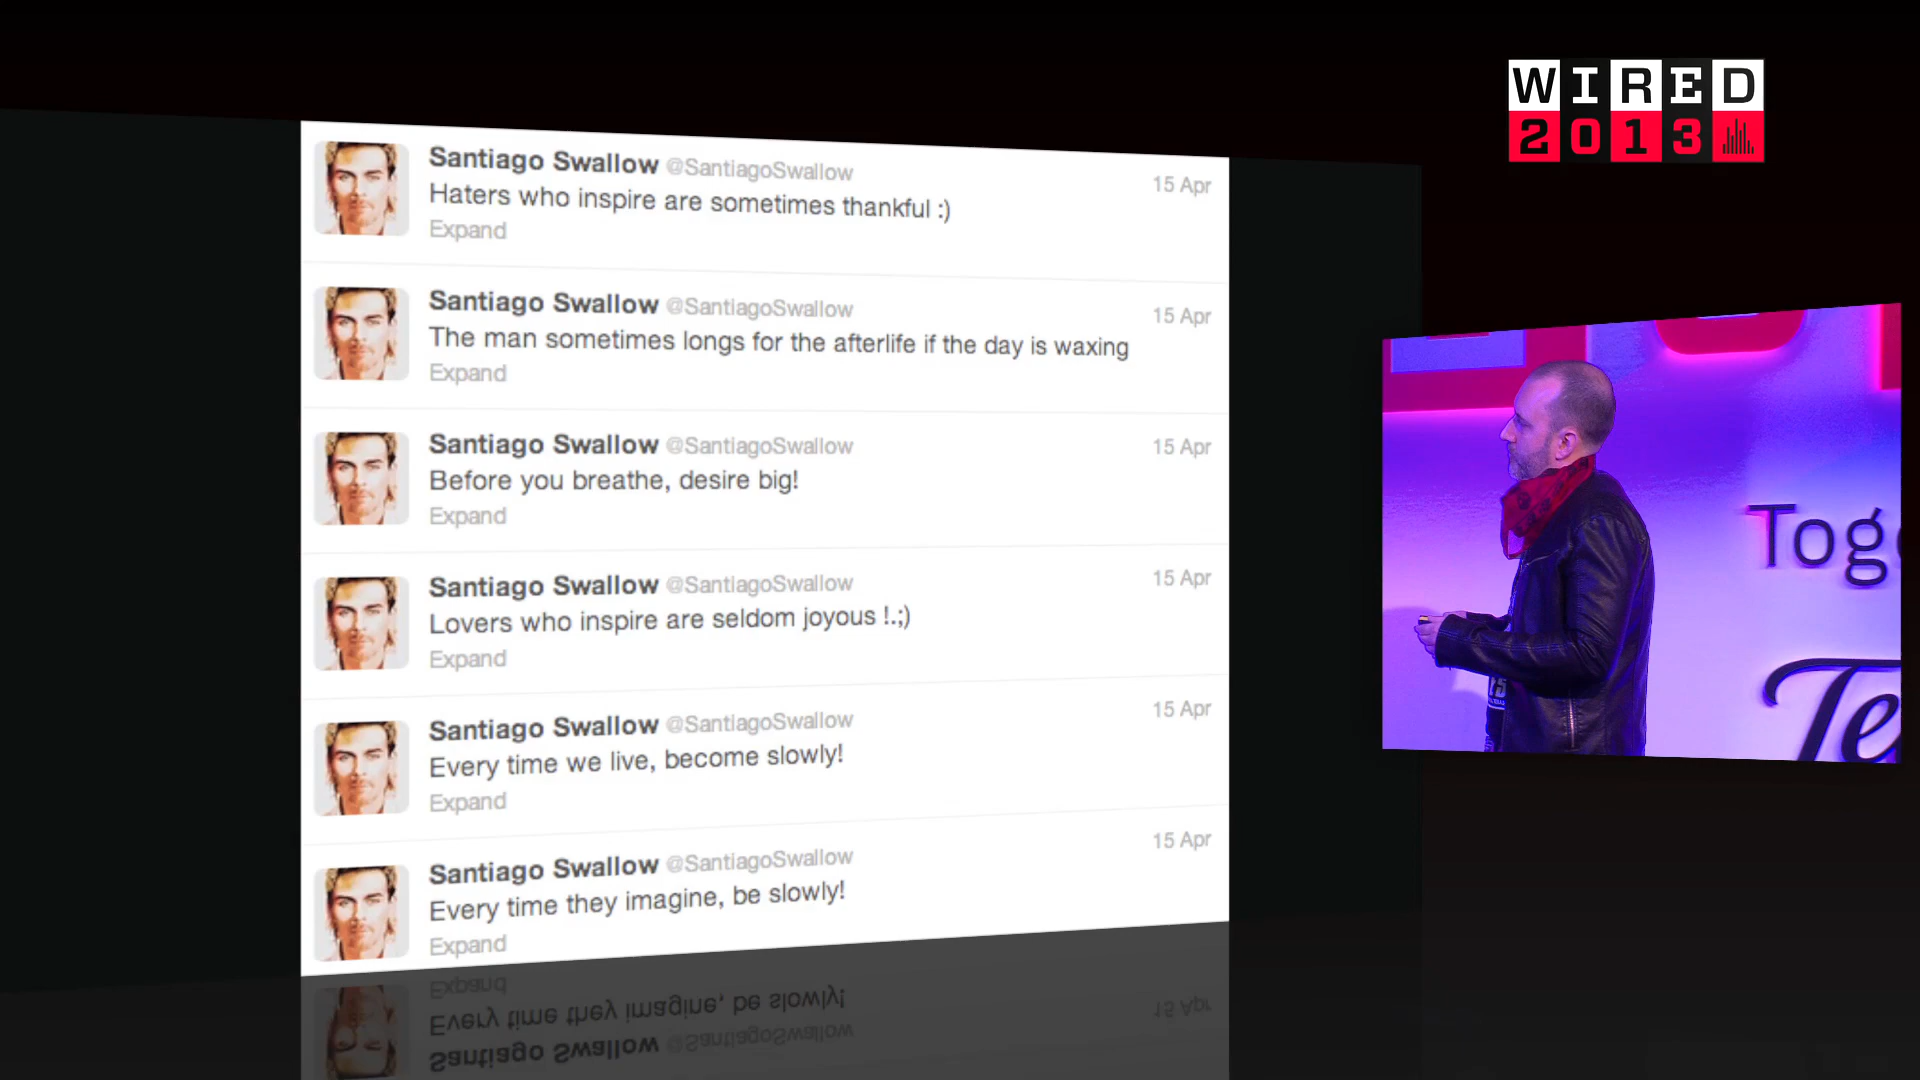 WIRED
2013
Santiago Swallow @SantiagoSwallow 15 Apr
Haters who inspire are sometimes thankful :)
Expand
Santiago Swallow @SantiagoSwallow 15 Apr
The man sometimes longs for the afterlife if the day is waxing
Expand
Santiago Swallow @SantiagoSwallow 15 Apr
Before you breathe, desire big!
Expand
Santiago Swallow @SantiagoSwallow 15 Apr
Lovers who inspire are seldom joyous !.;)
Expand
Santiago Swallow @SantiagoSwallow 15 Apr
Every time we live, become slowly!
Expand
Santiago Swallow @SantiagoSwallow 15 Apr
Every time they imagine, be slowly!
Expand
Tog
Te